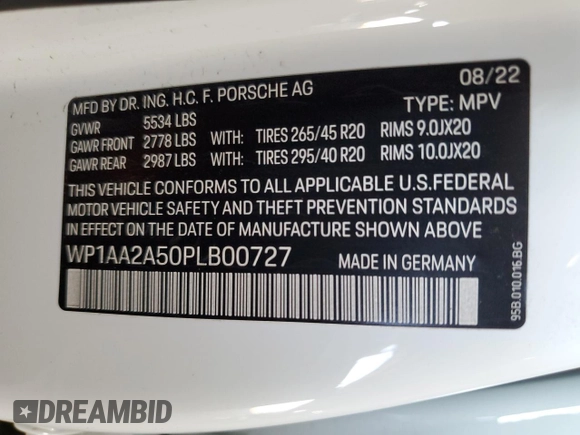 MFD BY DR. ING. H.C. F. PORSCHE AG 08/22
GVWR 5534 LBS TYPE: MPV
GAWR FRONT 2778 LBS WITH: TIRES 265/45 R20 RIMS 9.0JX20
GAWR REAR 2987 LBS WITH: TIRES 295/40 R20 RIMS 10.0JX20
THIS VEHICLE CONFORMS TO ALL APPLICABLE U.S.FEDERAL
MOTOR VEHICLE SAFETY AND THEFT PREVENTION STANDARDS
IN EFFECT ON THE DATE OF MANUFACTURE SHOWN ABOVE
WP1AA2A50PLB00727 MADE IN GERMANY
95B.010.016.BG
DREAMBID